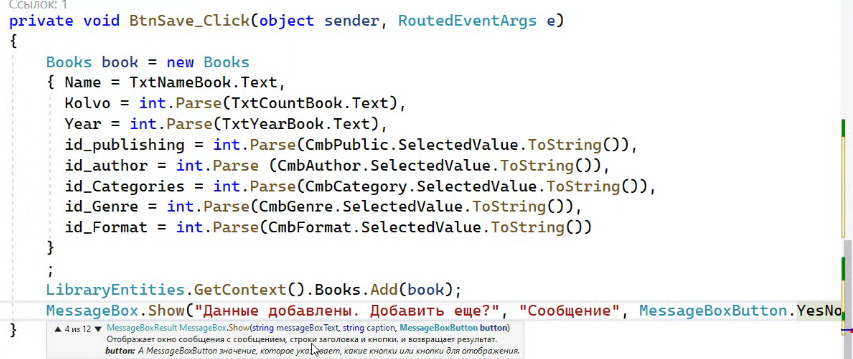 Ссылок: 1
private void BtnSave_Click(object sender, RoutedEventArgs e)
{
Books book = new Books
{ Name = TxtNameBook.Text,
Kolvo = int.Parse(TxtCountBook.Text),
Year = int.Parse(TxtYearBook.Text),
id_publishing = int.Parse(CmbPublic.SelectedValue.ToString()),
id_author = int.Parse (CmbAuthor.SelectedValue.ToString()),
id_Categories = int.Parse(CmbCategory.SelectedValue.ToString()),
id_Genre = int.Parse(CmbGenre.SelectedValue.ToString()),
id_Format = int.Parse(CmbFormat.SelectedValue.ToString())
}
;
LibraryEntities.GetContext().Books.Add(book);
MessageBox.Show("Данные добавлены. Добавить еще?", "Сообщение", MessageBoxButton.YesNo
}
▲ 4 из 12 ▼ MessageBoxResult MessageBox.Show(string messageBoxText, string caption, MessageBoxButton button)
Отображает окно сообщения с сообщением, строки заголовка и кнопки. и возвращает результат.
button: A MessageBoxButton значение, которое указывает, какие кнопки или кнопки для отображения.